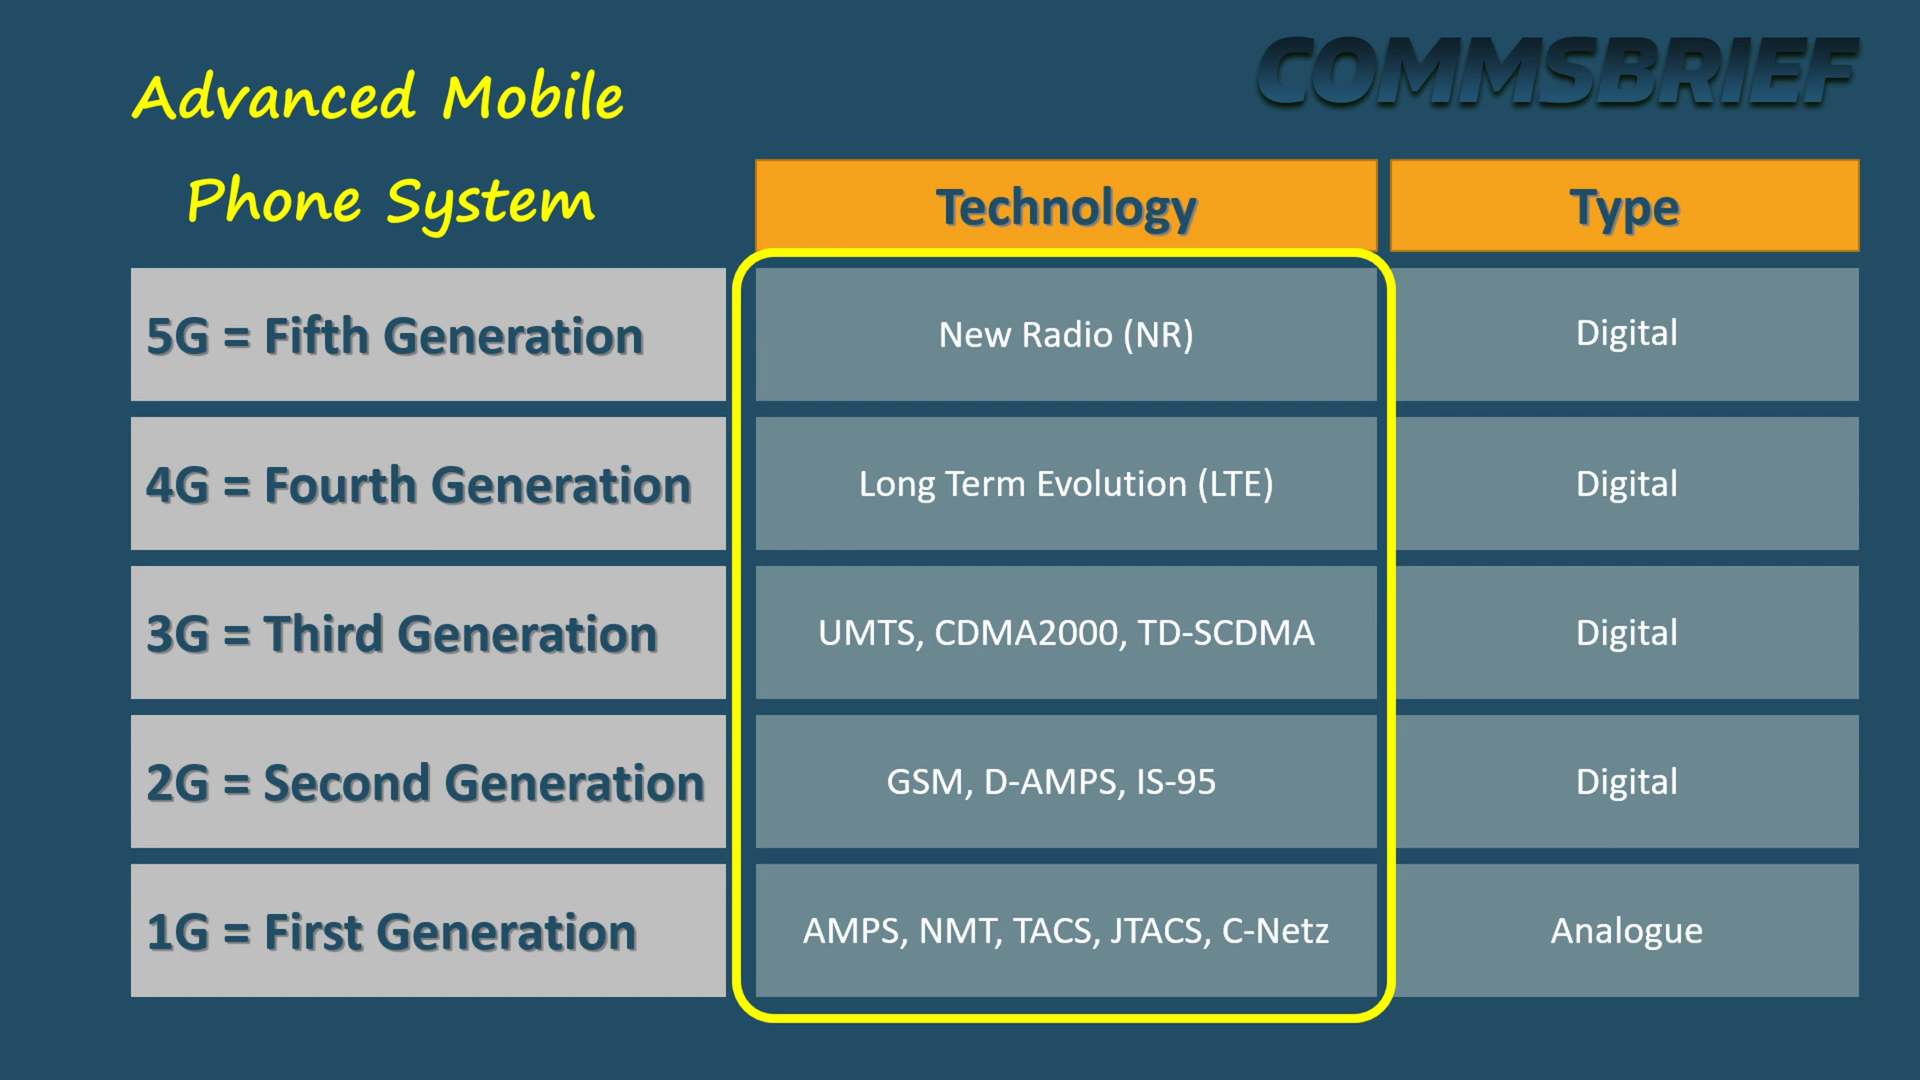 COMMSBRIEF
Advanced Mobile
Phone System
Technology
Type
5G = Fifth Generation
New Radio (NR)
Digital
4G = Fourth Generation
Long Term Evolution (LTE)
Digital
3G = Third Generation
UMTS, CDMA2000, TD-SCDMA
Digital
2G = Second Generation
GSM, D-AMPS, IS-95
Digital
1G = First Generation
AMPS, NMT, TACS, JTACS, C-Netz
Analogue